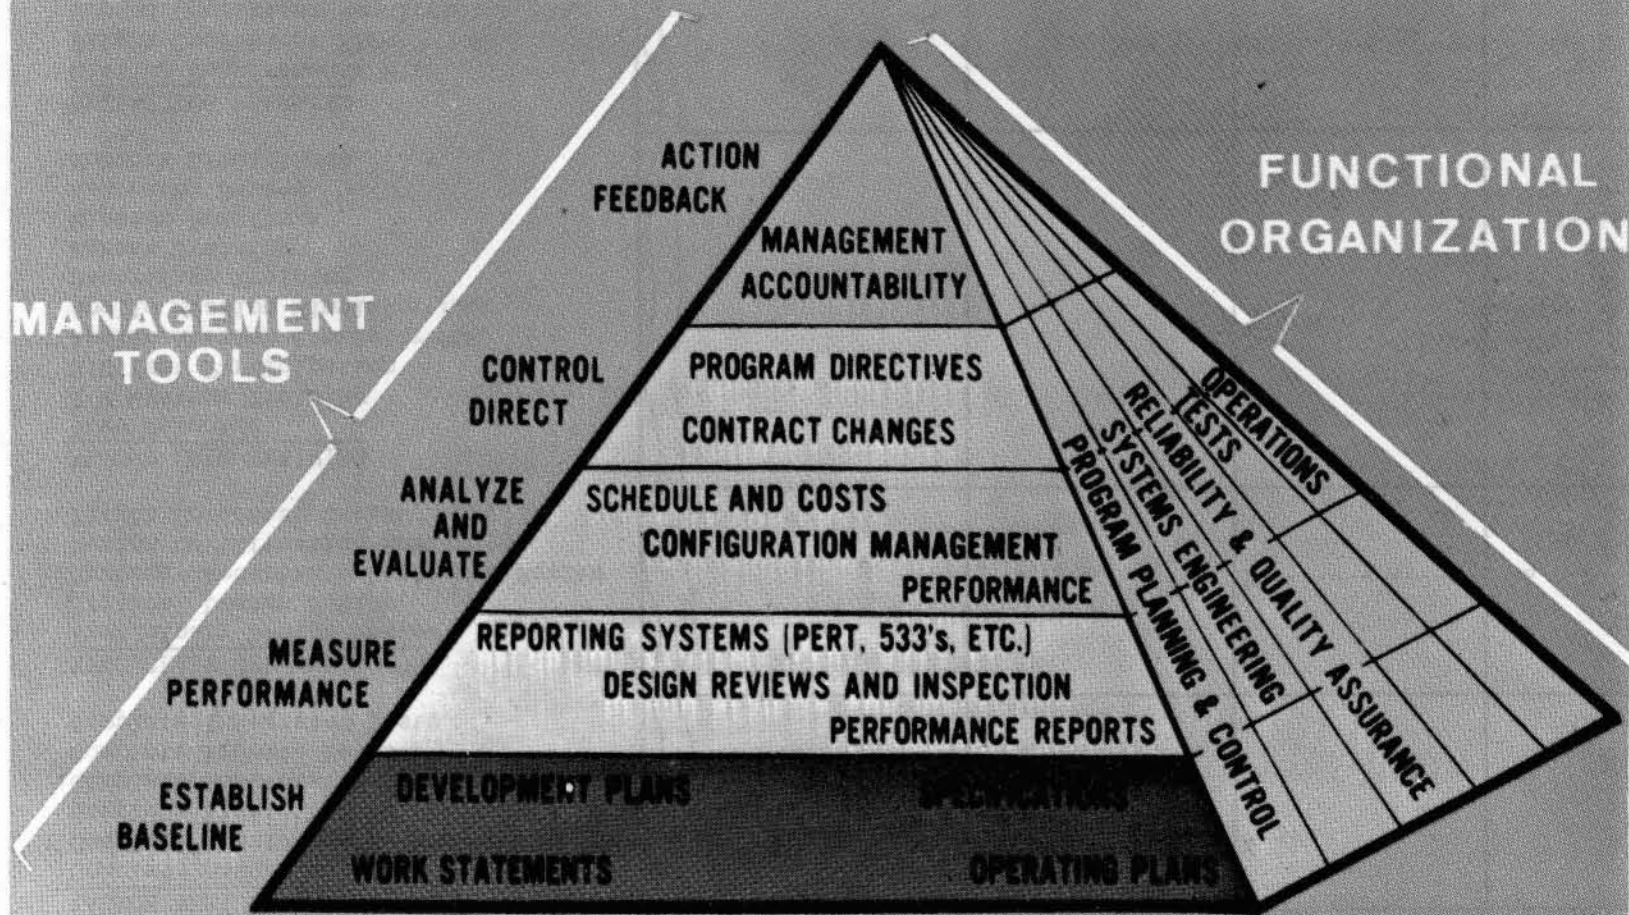 MANAGEMENT
TOOLS
FUNCTIONAL
ORGANIZATION
ACTION
FEEDBACK
MANAGEMENT
ACCOUNTABILITY
CONTROL
DIRECT
PROGRAM DIRECTIVES
CONTRACT CHANGES
ANALYZE
AND
EVALUATE
SCHEDULE AND COSTS
CONFIGURATION MANAGEMENT
PERFORMANCE
MEASURE
PERFORMANCE
REPORTING SYSTEMS (PERT, 533's, ETC.)
DESIGN REVIEWS AND INSPECTION
PERFORMANCE REPORTS
ESTABLISH
BASELINE
DEVELOPMENT PLANS
SPECIFICATIONS
WORK STATEMENTS
OPERATING PLANS
PROGRAM PLANNING & CONTROL
SYSTEMS ENGINEERING
RELIABILITY & QUALITY ASSURANCE
TESTS
OPERATIONS